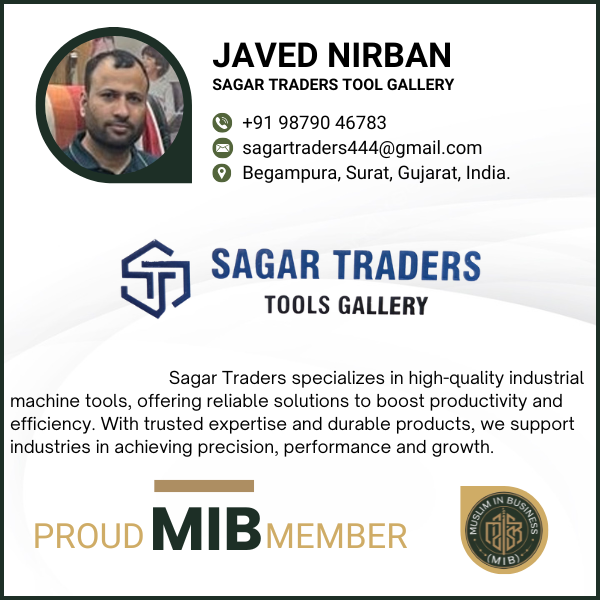 JAVED NIRBAN
SAGAR TRADERS TOOL GALLERY
+91 98790 46783
sagartraders444@gmail.com
Begampura, Surat, Gujarat, India.
SAGAR TRADERS
TOOLS GALLERY
Sagar Traders specializes in high-quality industrial
machine tools, offering reliable solutions to boost productivity and
efficiency. With trusted expertise and durable products, we support
industries in achieving precision, performance and growth.
PROUD MIB MEMBER
MUSLIM IN BUSINESS
(MIB)